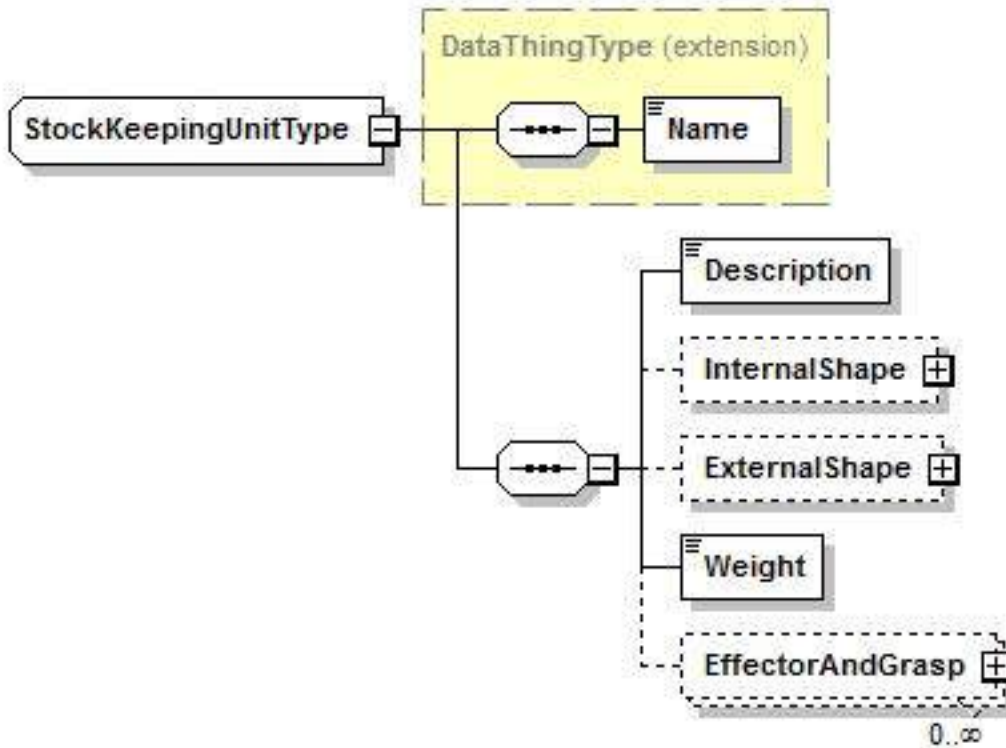 DataThingType (extension)
StockKeepingUnitType
Name
Description
InternalShape
ExternalShape
Weight
EffectorAndGrasp
0..∞